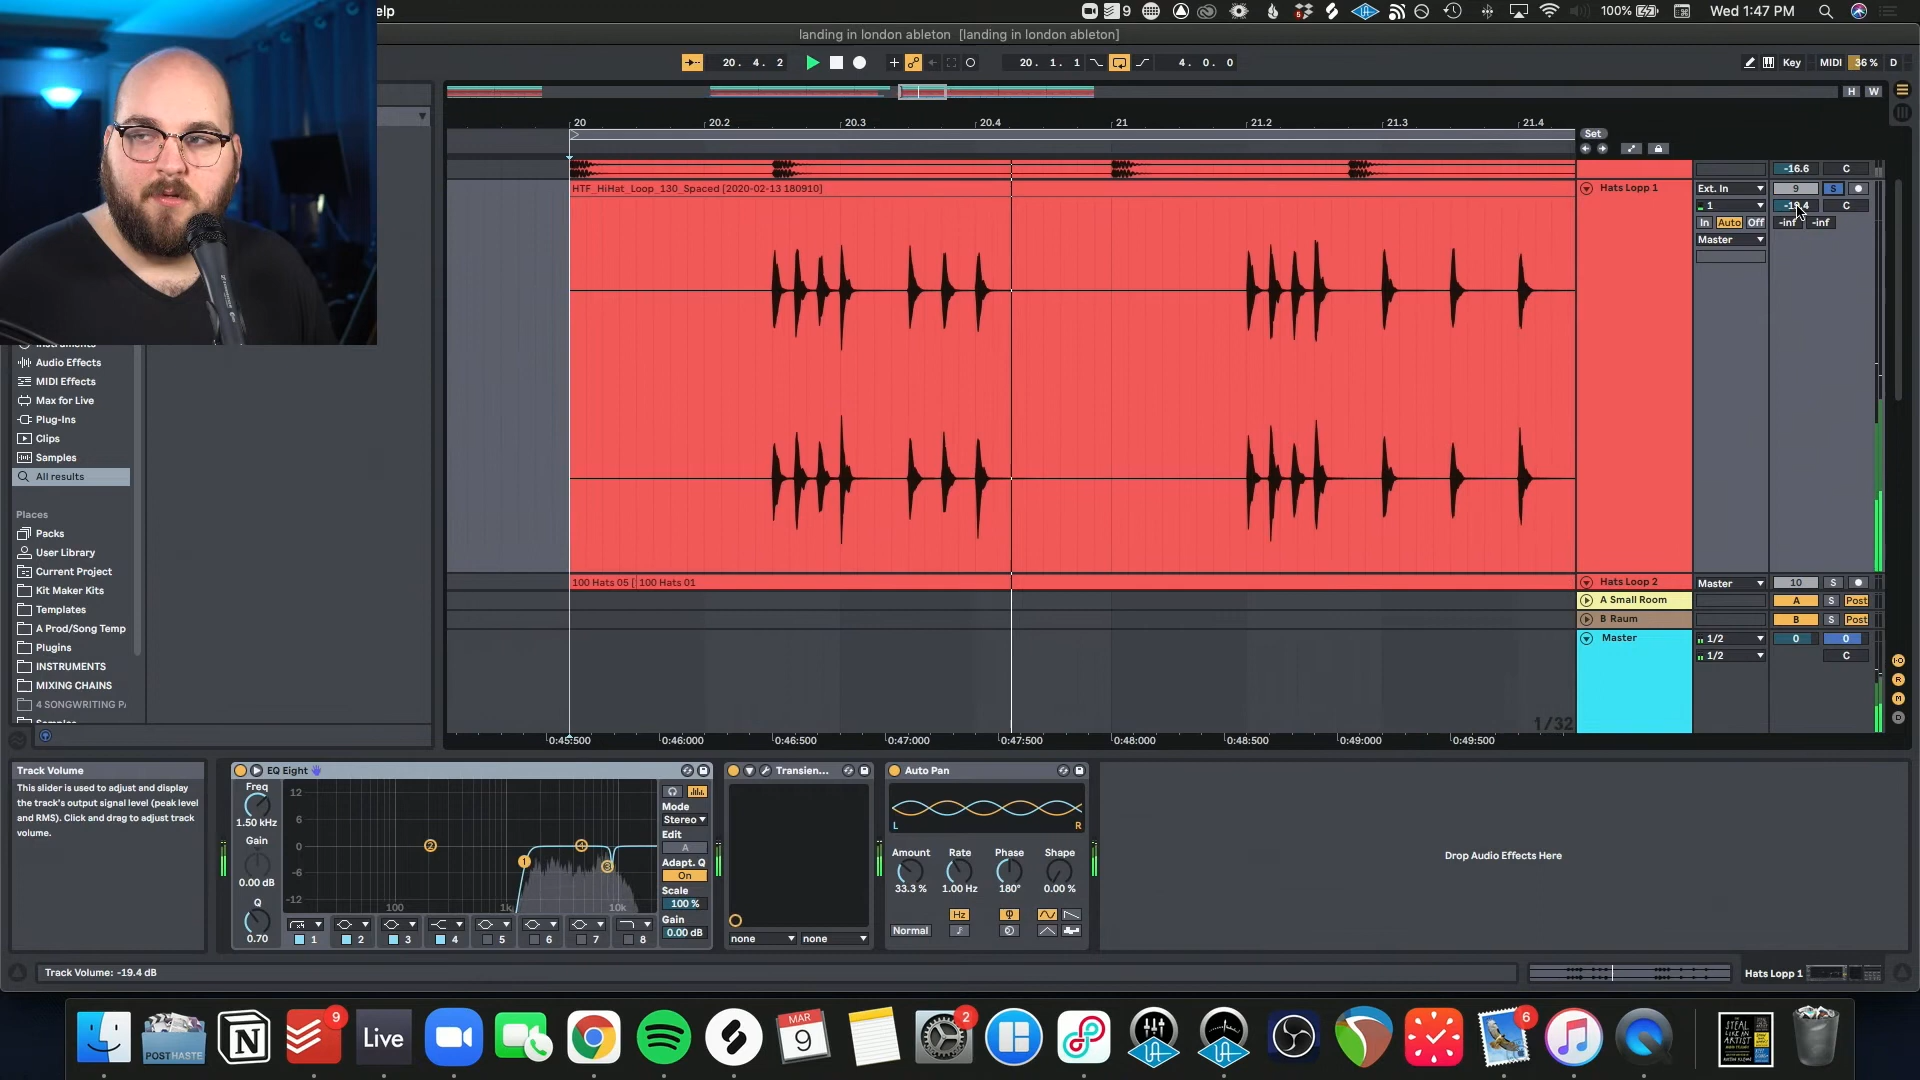 elp
9
100%
Wed 1:47 PM
landing in london ableton [landing in london ableton]
20. 4. 2
20. 1. 1
4. 0. 0
Key
MIDI
36 %
D
H
W
20
20.2
20.3
20.4
21
21.2
21.3
21.4
Set
-16.6
C
HTF_HiHat_Loop_130_Spaced [2020-02-13 180910]
Hats Lopp 1
Ext. In
9
S
1
-19.4
C
In
Auto
Off
-inf
-inf
Master
Audio Effects
MIDI Effects
Max for Live
Plug-Ins
Clips
Samples
All results
Places
Packs
User Library
Current Project
Kit Maker Kits
Templates
A Prod/Song Temp
Plugins
INSTRUMENTS
MIXING CHAINS
4 SONGWRITING P
100 Hats 05 [
100 Hats 01
Hats Loop 2
Master
10
S
A Small Room
A
S
Post
B Raum
B
S
Post
Master
1/2
0
0
1/2
C
1/32
R
M
D
0:45:500
0:46:000
0:46:500
0:47:000
0:47:500
0:48:000
0:48:500
0:49:000
0:49:500
Track Volume
This slider is used to adjust and display
the track's output signal level (peak level
and RMS). Click and drag to adjust track
volume.
EQ Eight
Freq
1.50 kHz
Gain
0.00 dB
Q
0.70
12
6
0
-6
-12
100
1k
10k
1
2
3
4
Mode
Stereo
Edit
A
Adapt. Q
On
Scale
100 %
Gain
0.00 dB
1
2
3
4
5
6
7
8
Transien...
none
none
Auto Pan
L
R
Amount
Rate
Phase
Shape
33.3 %
1.00 Hz
180°
0.00 %
Hz
Normal
Drop Audio Effects Here
Track Volume: -19.4 dB
Hats Lopp 1
POST HASTE
9
Live
MAR
9
2
6
STEAL
LIKE AN
ARTIST